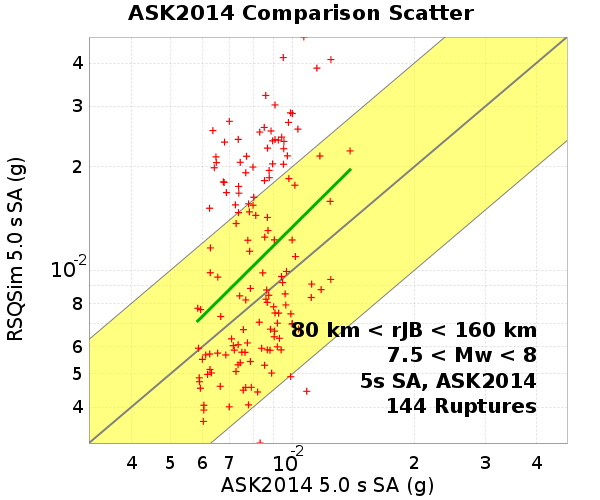 ASK2014 Comparison Scatter
RSQSim 5.0 s SA (g)
4
3
2
10-2
8
6
5
4
80 km < rJB < 160 km
7.5 < Mw < 8
5s SA, ASK2014
144 Ruptures
4 5 6 7 10-2 2 3 4
ASK2014 5.0 s SA (g)